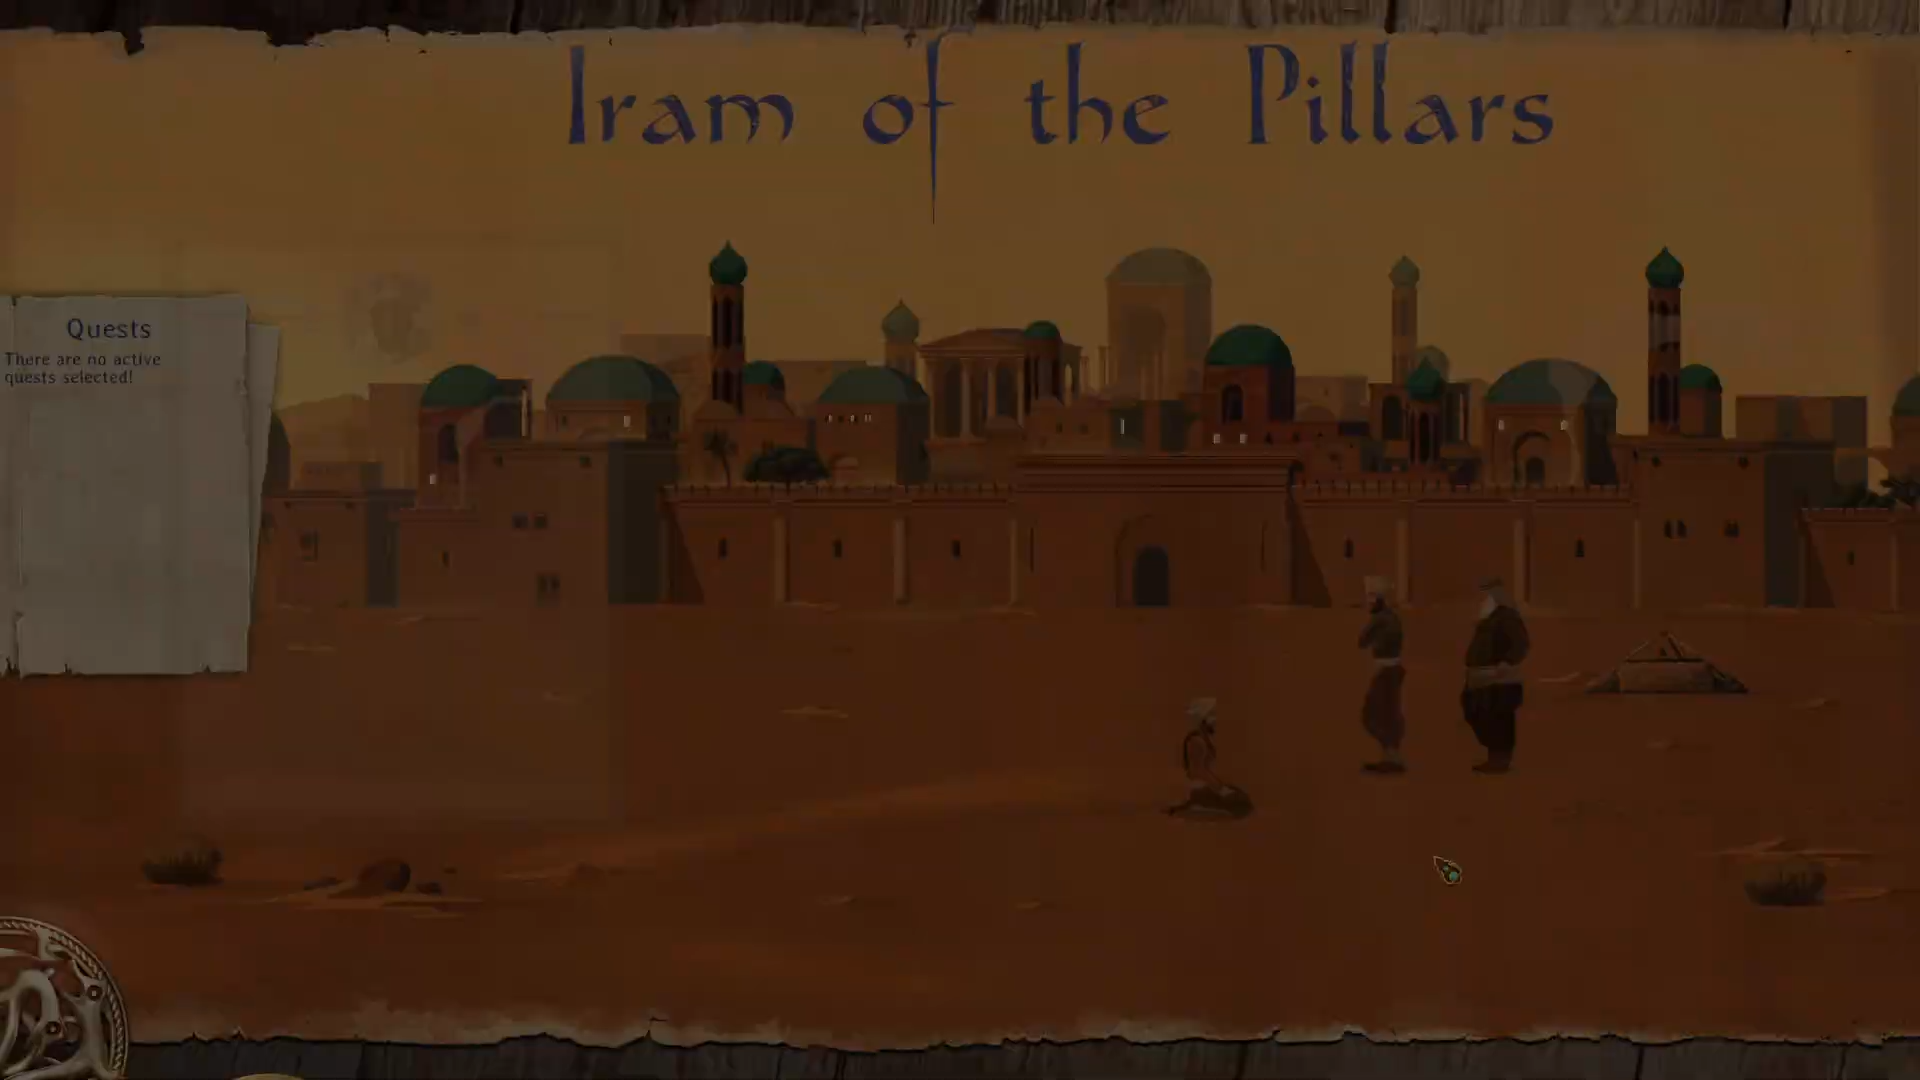 Iram of the Pillars
Quests
There are no active
quests selected!